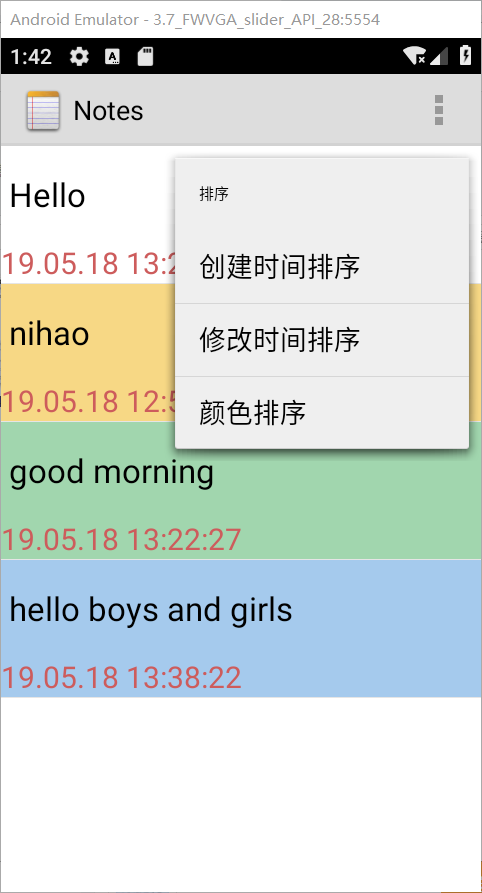 Android Emulator - 3.7_FWVGA_slider_API_28:5554
1:42
Notes
排序
Hello
19.05.18 13:2
创建时间排序
nihao
修改时间排序
19.05.18 12:5
颜色排序
good morning
19.05.18 13:22:27
hello boys and girls
19.05.18 13:38:22